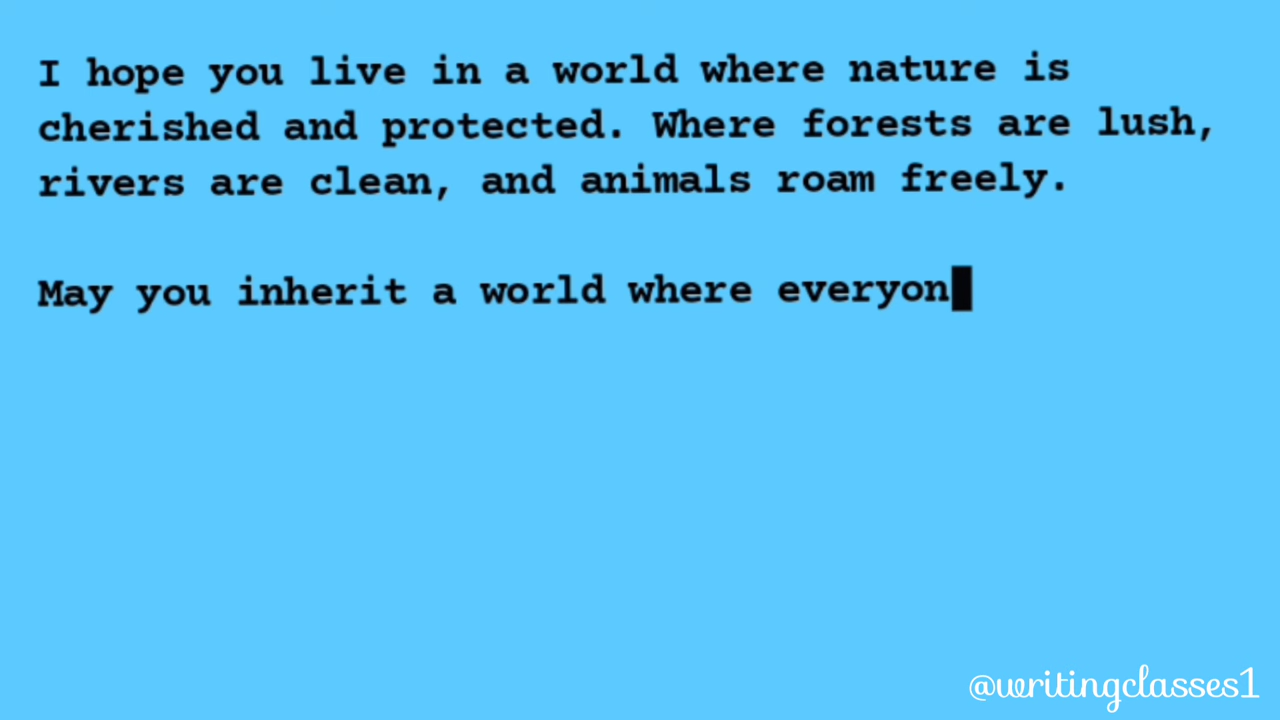 I hope you live in a world where nature is
cherished and protected. Where forests are lush,
rivers are clean, and animals roam freely.
May you inherit a world where everyon
@writingclasses1